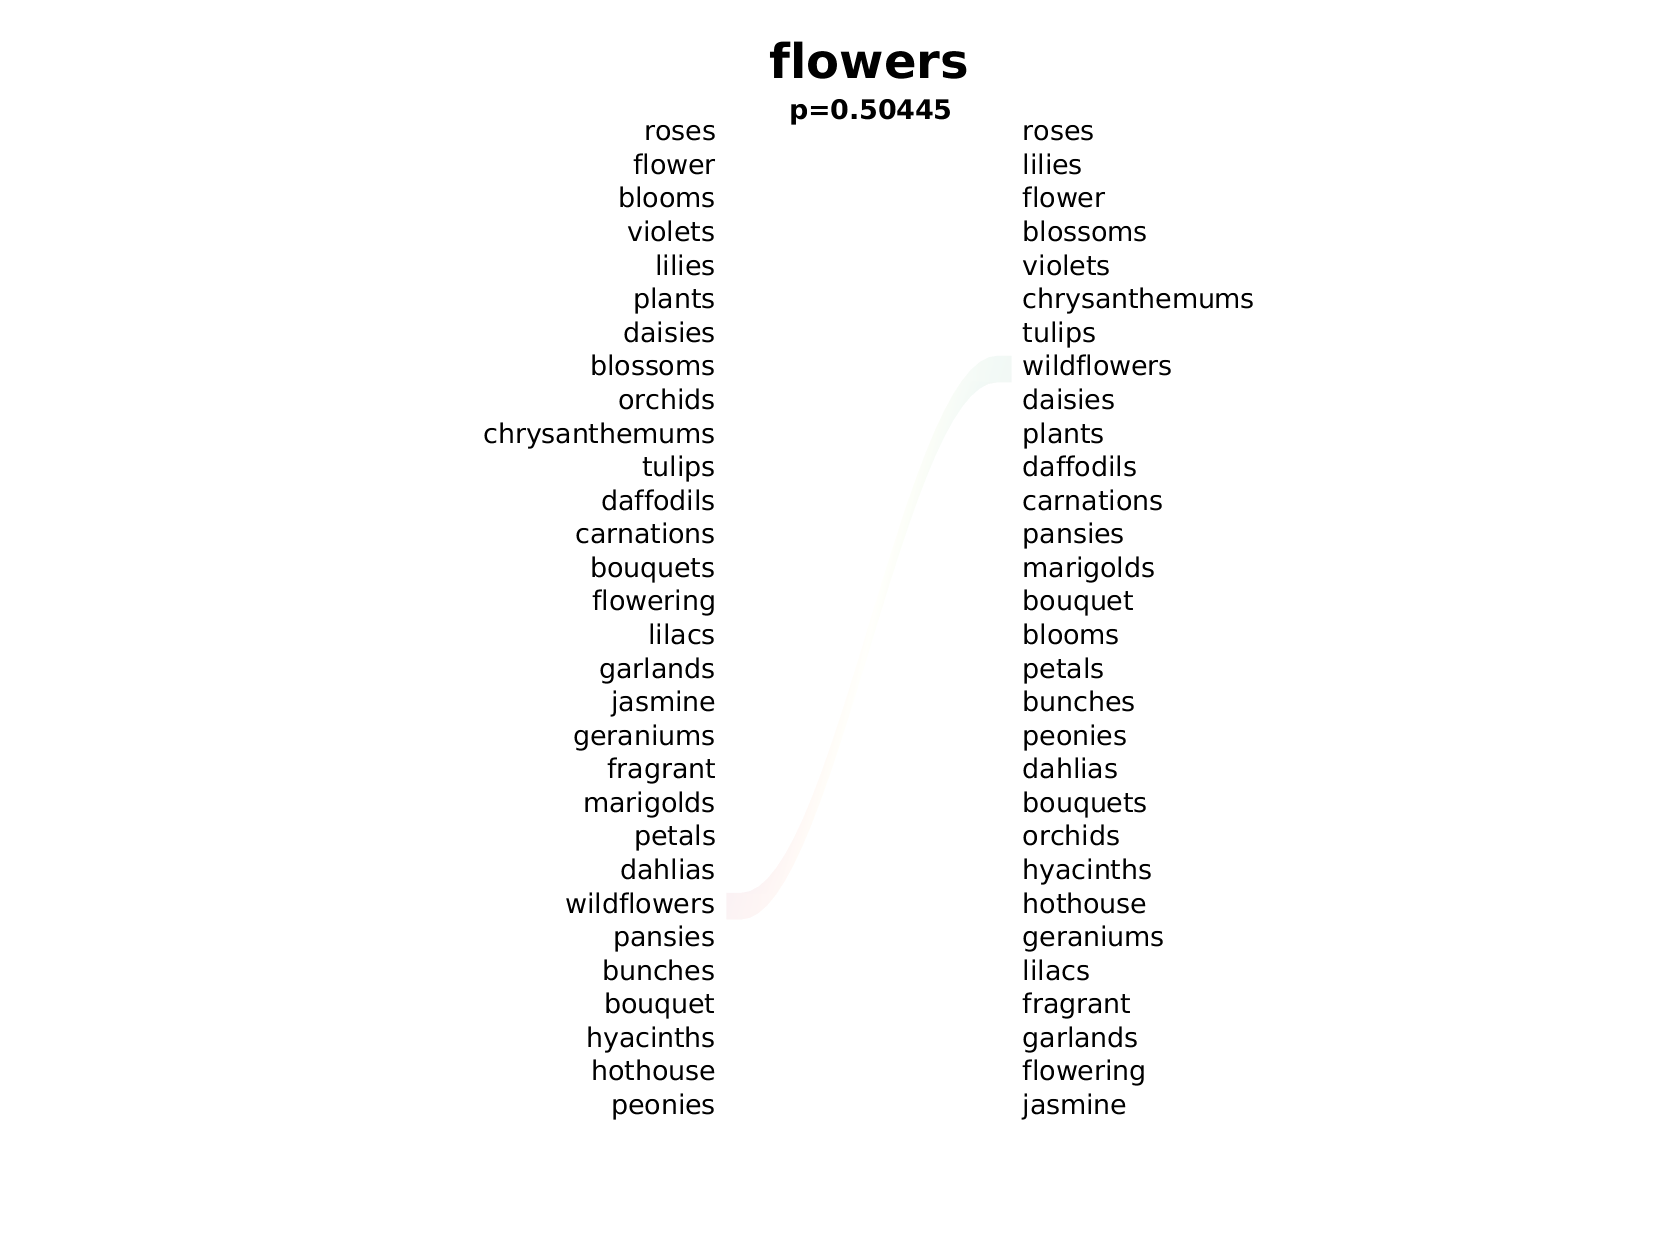 flowers
p=0.50445
roses roses
flower lilies
blooms flower
violets blossoms
lilies violets
plants chrysanthemums
daisies tulips
blossoms wildflowers
orchids daisies
chrysanthemums plants
tulips daffodils
daffodils carnations
carnations pansies
bouquets marigolds
flowering bouquet
lilacs blooms
garlands petals
jasmine bunches
geraniums peonies
fragrant dahlias
marigolds bouquets
petals orchids
dahlias hyacinths
wildflowers hothouse
pansies geraniums
bunches lilacs
bouquet fragrant
hyacinths garlands
hothouse flowering
peonies jasmine